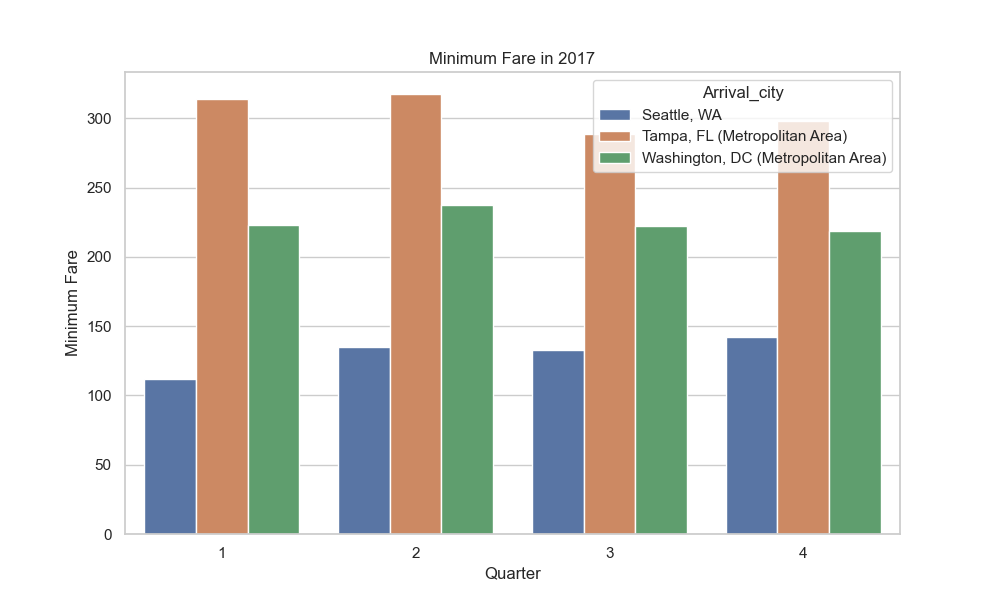 Minimum Fare in 2017
Arrival_city
Seattle, WA
Tampa, FL (Metropolitan Area)
Washington, DC (Metropolitan Area)
Minimum Fare
300
250
200
150
100
50
0
1 2 3 4
Quarter